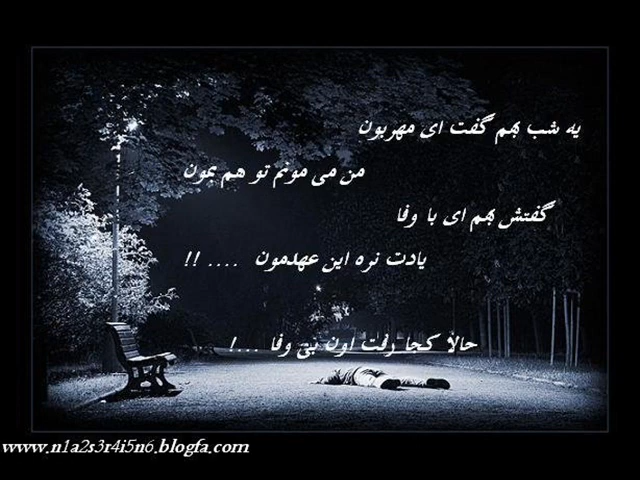 یه شب بهم گفت ای مهربون
من می مونم تو هم بمون
گفتش بهم ای با وفا
یادت نره این عهدمون .... !!
حالا کجا رفت اون بی وفا ...!
www.n1a2s3r4i5n6.blogfa.com